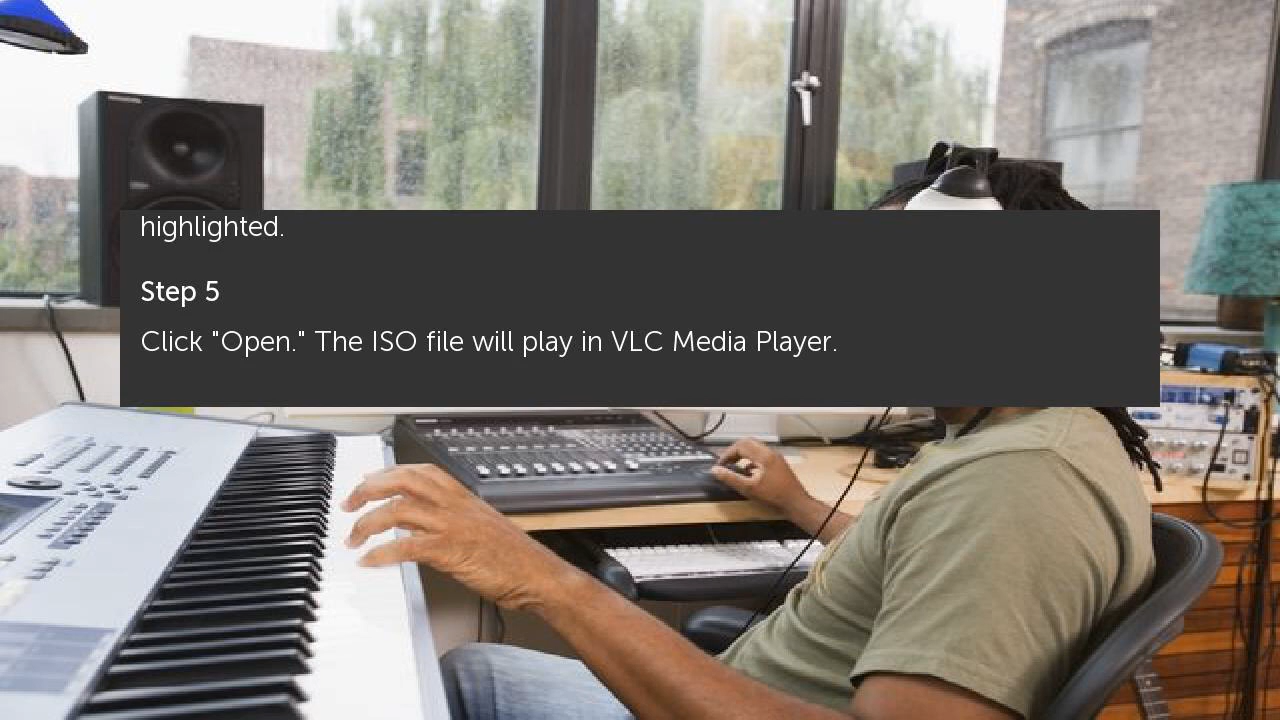 highlighted.
Step 5
Click "Open." The ISO file will play in VLC Media Player.